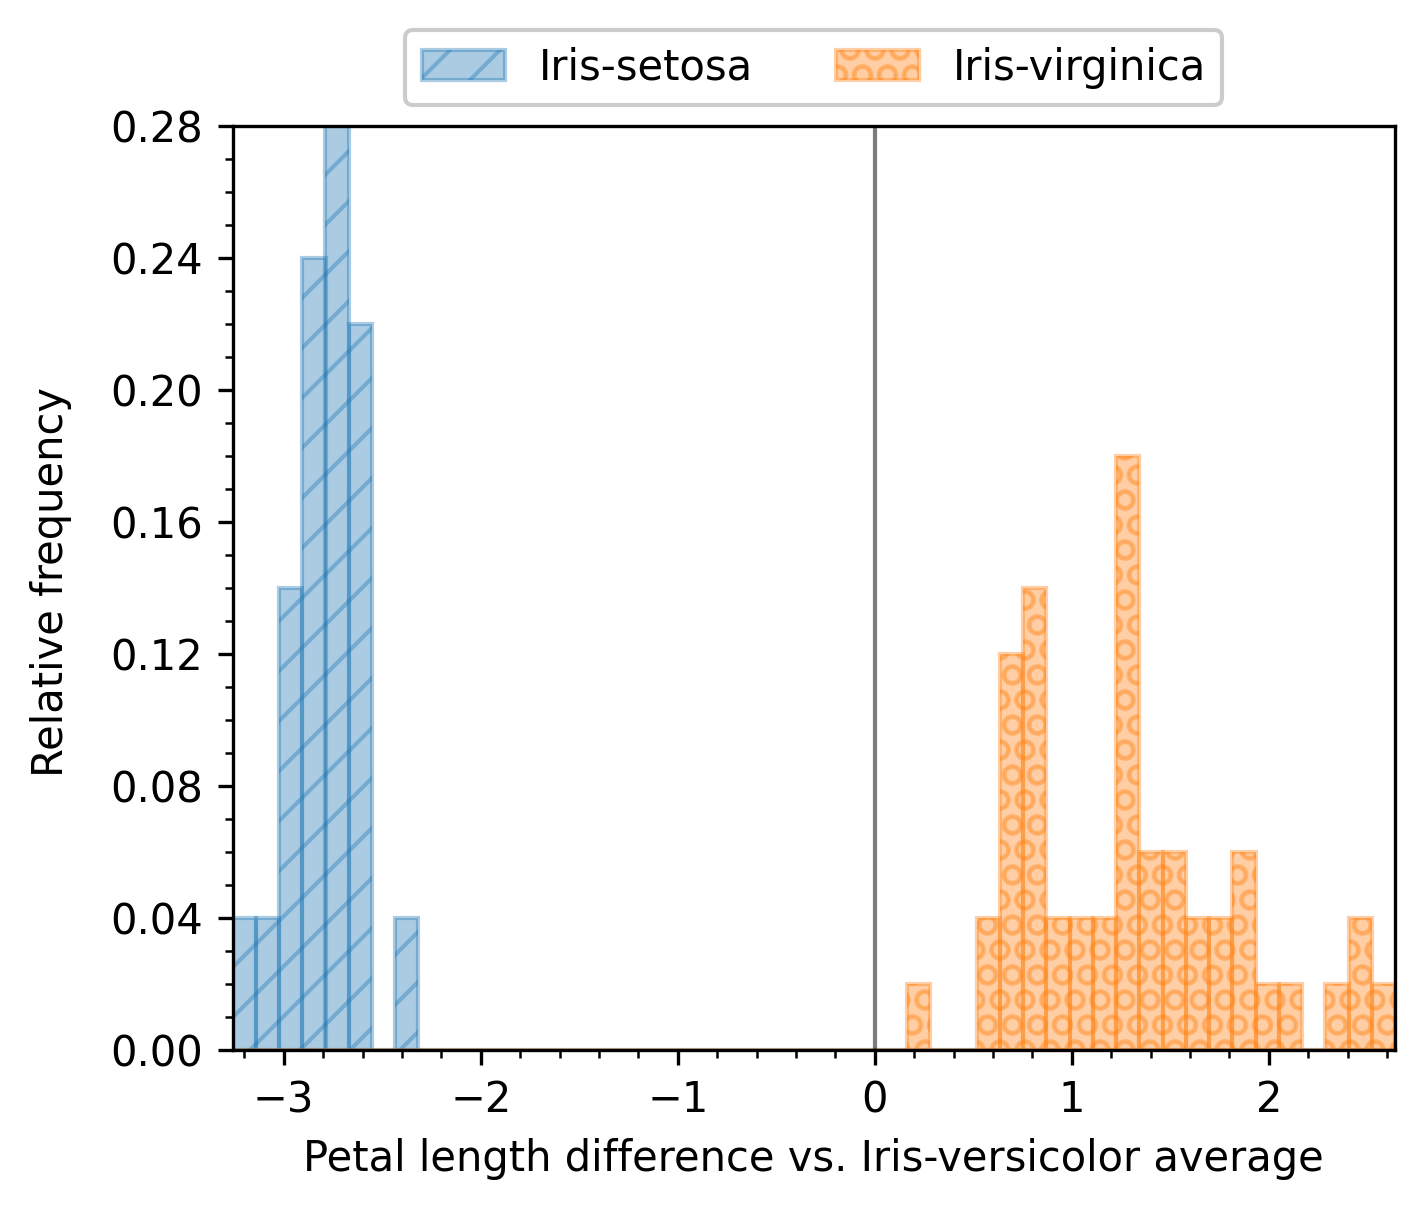 Iris-setosa Iris-virginica
0.28
0.24
0.20
0.16
0.12
0.08
0.04
0.00
Relative frequency
−3 −2 −1 0 1 2
Petal length difference vs. Iris-versicolor average